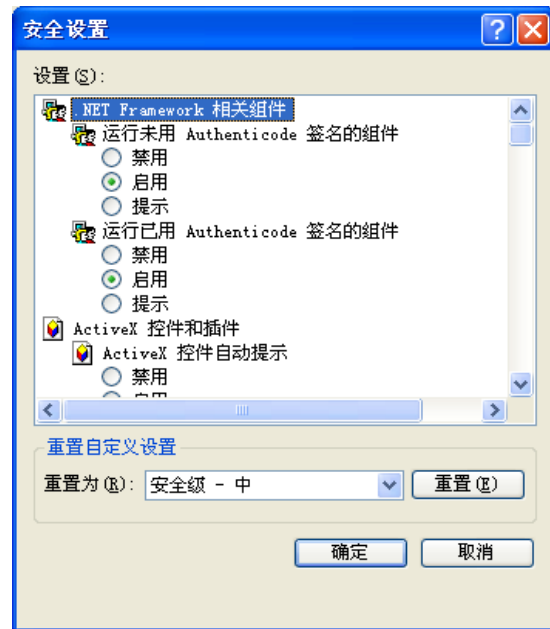 安全设置
设置(S):
.NET Framework 相关组件
运行未用 Authenticode 签名的组件
禁用
启用
提示
运行已用 Authenticode 签名的组件
禁用
启用
提示
ActiveX 控件和插件
ActiveX 控件自动提示
禁用
重置自定义设置
重置为(R): 安全级 - 中 重置(E)
确定 取消